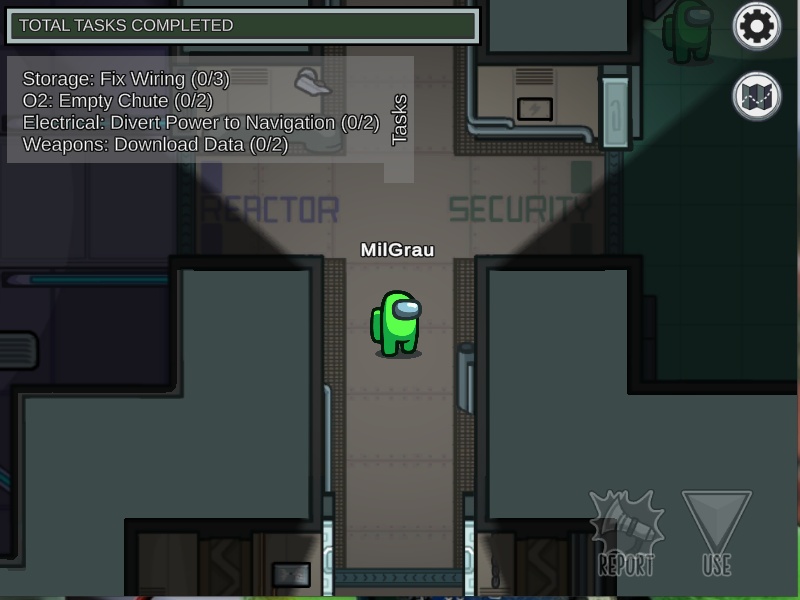 TOTAL TASKS COMPLETED
Storage: Fix Wiring (0/3)
O2: Empty Chute (0/2)
Electrical: Divert Power to Navigation (0/2)
Weapons: Download Data (0/2)
Tasks
REACTOR
SECURITY
MilGrau
REPORT
USE